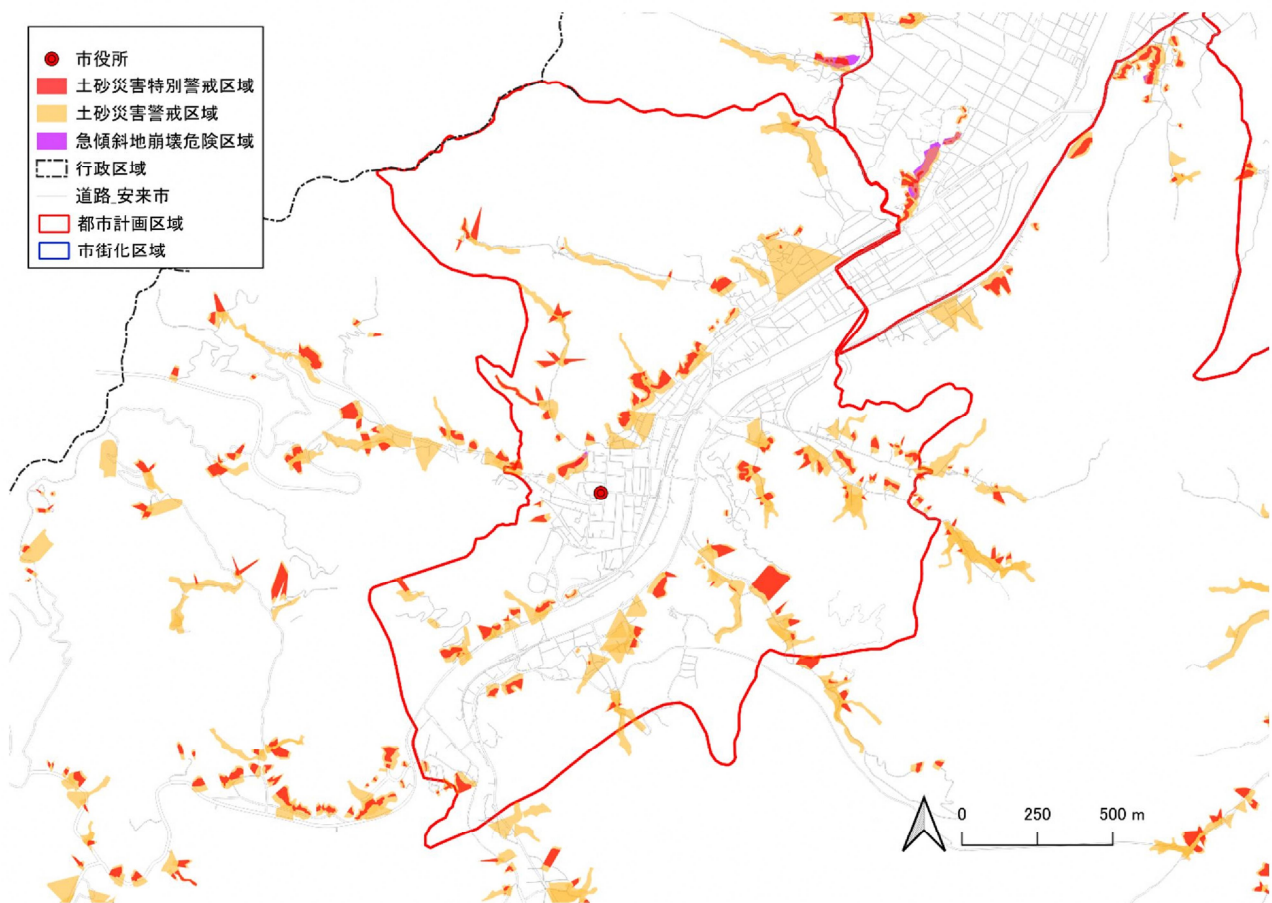 市役所
土砂災害特別警戒区域
土砂災害警戒区域
急傾斜地崩壊危険区域
行政区域
道路_安来市
都市計画区域
市街化区域
0 250 500 m